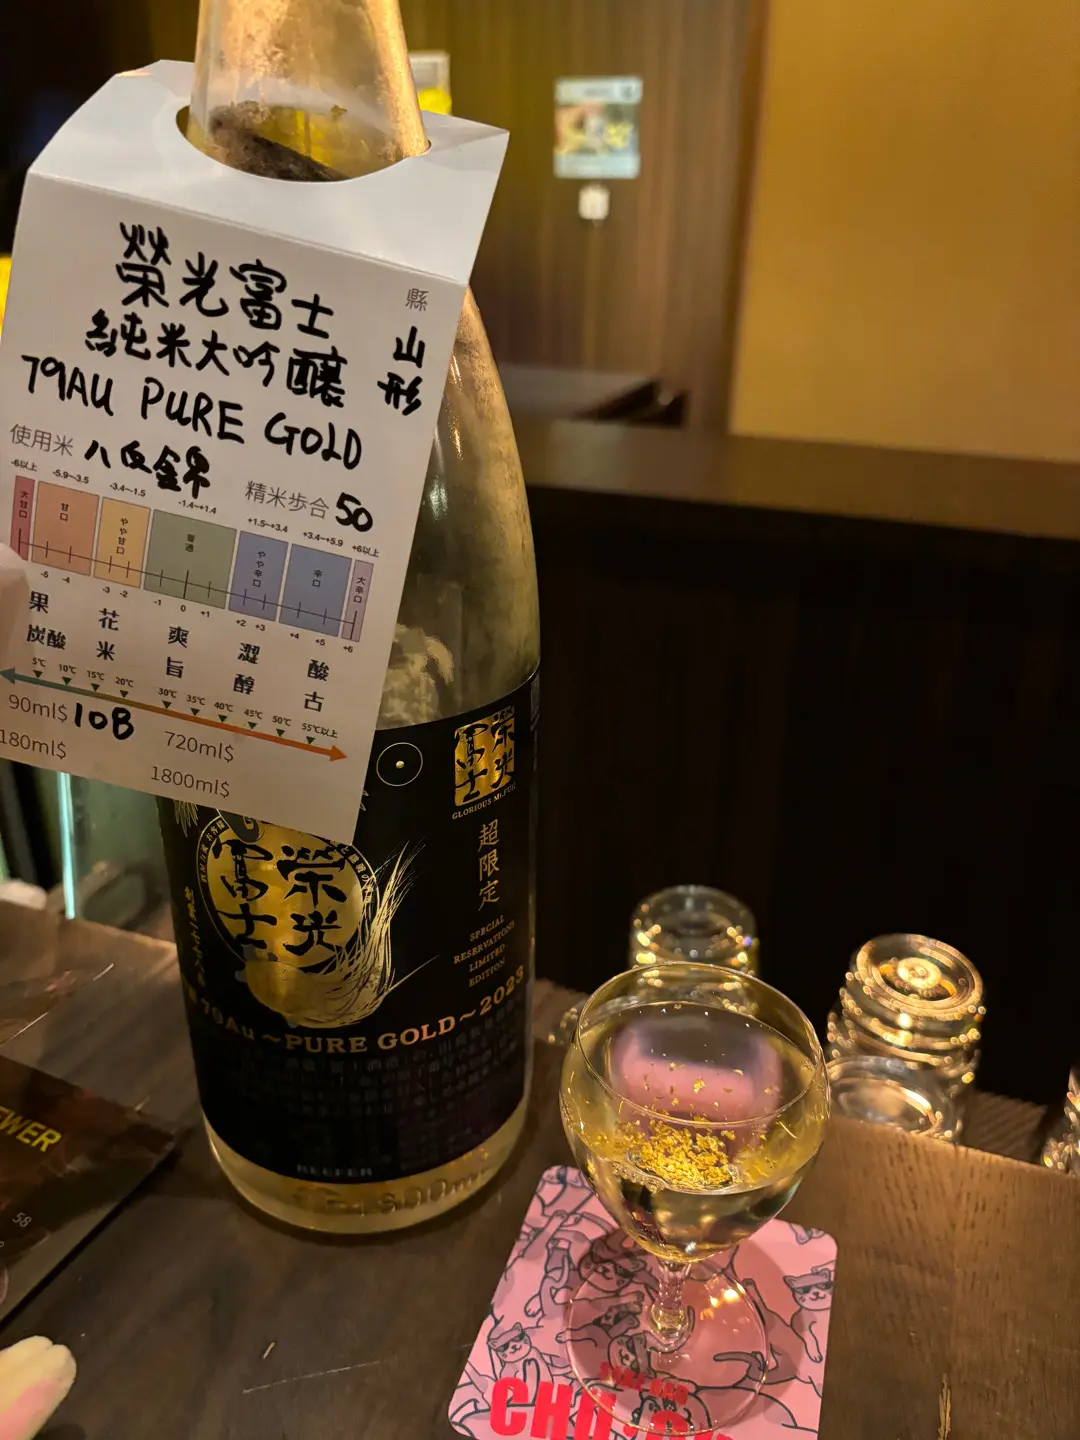 榮光富士
純米大吟釀
79AU PURE GOLD
縣
山形
使用米 八反錦
精米歩合 50
-6以上 -5.9~-3.5 -3.4~-1.5 -1.4~+1.4 +1.5~+3.4 +3.4~+5.9 +6以上
大甘口 甘口 やや甘口 普通 やや辛口 辛口 大辛口
-5 -4 -3 -2 -1 0 +1 +2 +3 +4 +5 +6
果 花 爽 澀 酸
炭酸 米 旨 醇 古
5℃ 10℃ 15℃ 20℃ 30℃ 35℃ 40℃ 45℃ 50℃ 55℃以上
90ml$ 108
180ml$
720ml$
1800ml$
榮光冨士
GLORIOUS Mt.FUJI
超限定
SPECIAL
RESERVATIONS
LIMITED
EDITION
榮光冨士
79Au ~PURE GOLD~2023
KEEFER
58